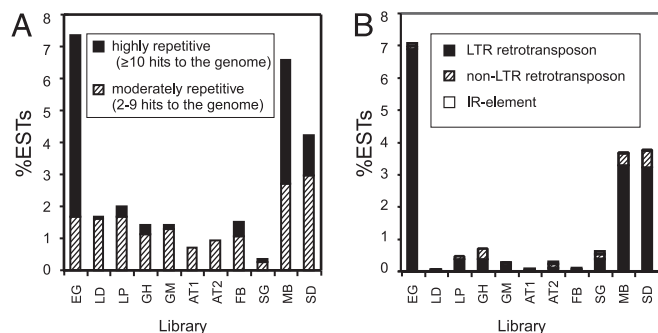 A
%ESTs
8
7
6
5
4
3
2
1
0
highly repetitive
(≥10 hits to the genome)
moderately repetitive
(2-9 hits to the genome)
EG LD LP GH GM AT1 AT2 FB SG MB SD
Library
B
%ESTs
8
7
6
5
4
3
2
1
0
LTR retrotransposon
non-LTR retrotransposon
IR-element
EG LD LP GH GM AT1 AT2 FB SG MB SD
Library